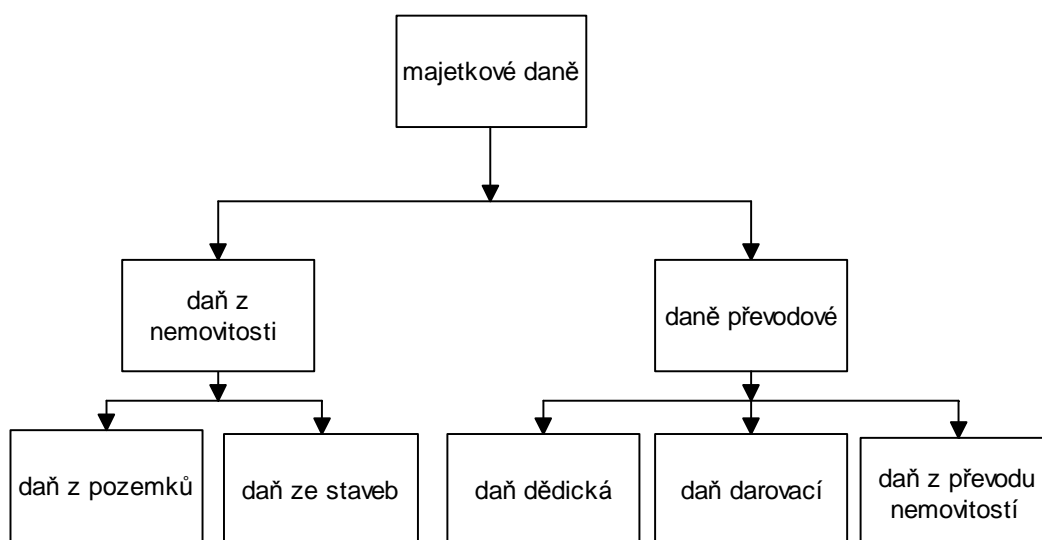 majetkové daně
daň z
nemovitosti
daně převodové
daň z pozemků
daň ze staveb
daň dědická
daň darovací
daň z převodu
nemovitostí